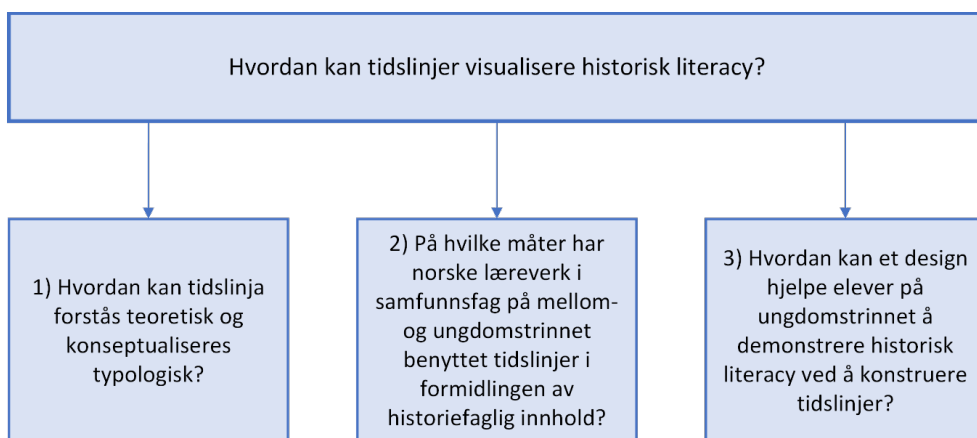 Hvordan kan tidslinjer visualisere historisk literacy?
1) Hvordan kan tidslinja
forstås teoretisk og
konseptualiseres
typologisk?
2) På hvilke måter har
norske læreverk i
samfunnsfag på mellom-
og ungdomstrinnet
benyttet tidslinjer i
formidlingen av
historiefaglig innhold?
3) Hvordan kan et design
hjelpe elever på
ungdomstrinnet å
demonstrere historisk
literacy ved å konstruere
tidslinjer?